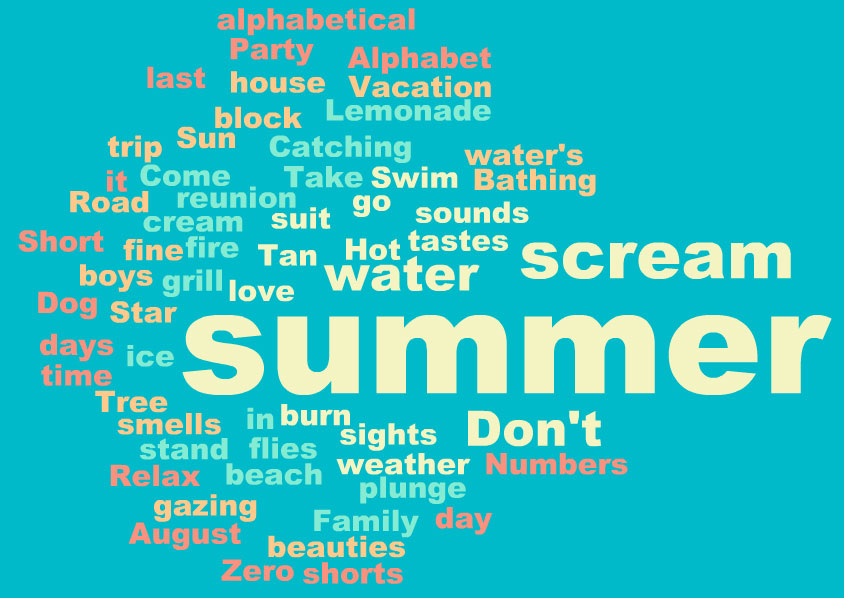 alphabetical
Party Alphabet
last house Vacation
block Lemonade
trip Sun Catching water's
it Come Take Swim Bathing
Road reunion go
cream suit sounds
Short fine fire Tan Hot tastes scream
boys grill love water
Dog Star summer
days ice
time
Tree
smells in burn Don't
stand flies sights
Relax beach weather Numbers
gazing plunge
August Family day
beauties
Zero shorts